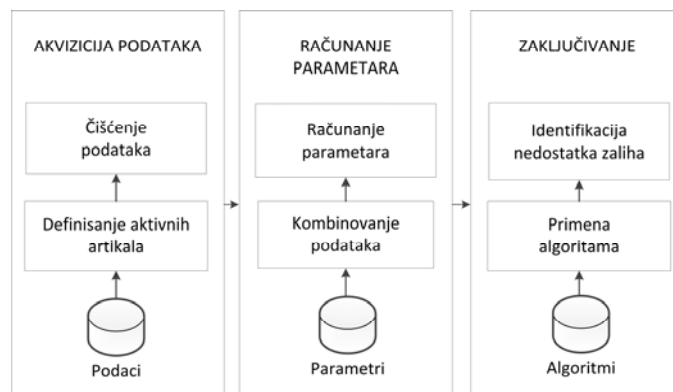 AKVIZICIJA PODATAKA
Čišćenje
podataka
Definisanje aktivnih
artikala
Podaci
RAČUNANJE
PARAMETARA
Računanje
parametara
Kombinovanje
podataka
Parametri
ZAKLJUČIVANJE
Identifikacija
nedostatka zaliha
Primena
algoritama
Algoritmi